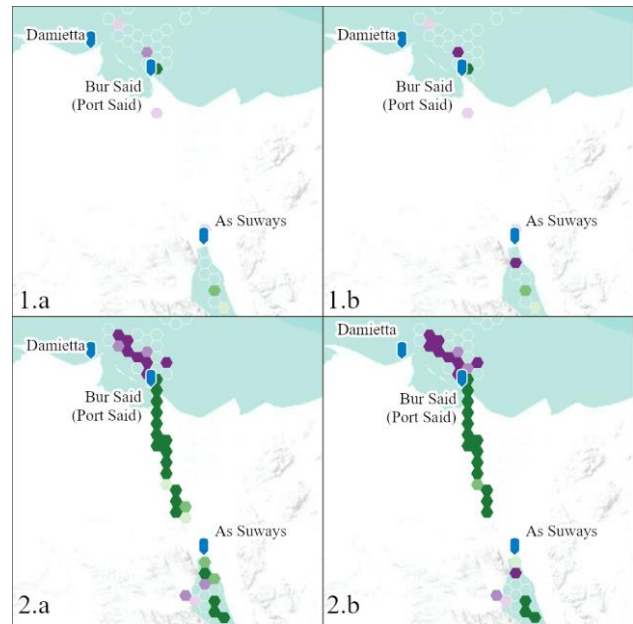 Damietta
Bur Said
(Port Said)
As Suways
1.a
Damietta
Bur Said
(Port Said)
As Suways
1.b
Damietta
Bur Said
(Port Said)
As Suways
2.a
Damietta
Bur Said
(Port Said)
As Suways
2.b